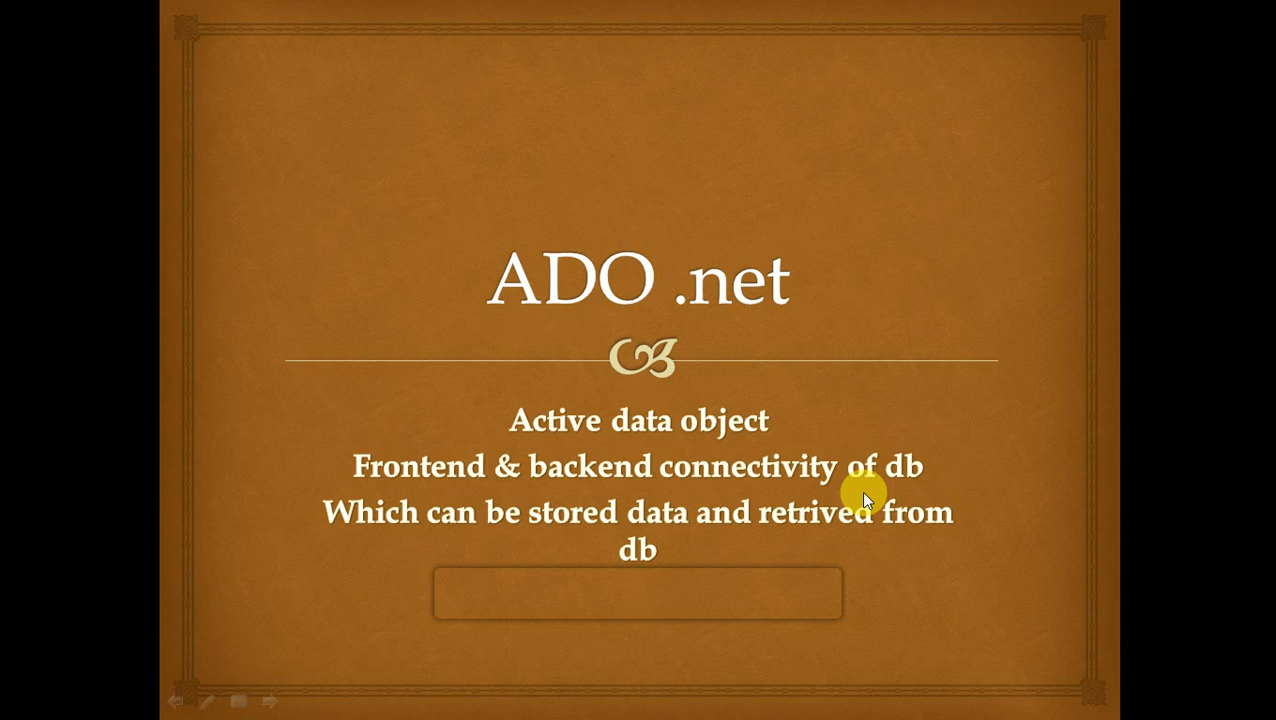 ADO .net
Active data object
Frontend & backend connectivity of db
Which can be stored data and retrived from
db